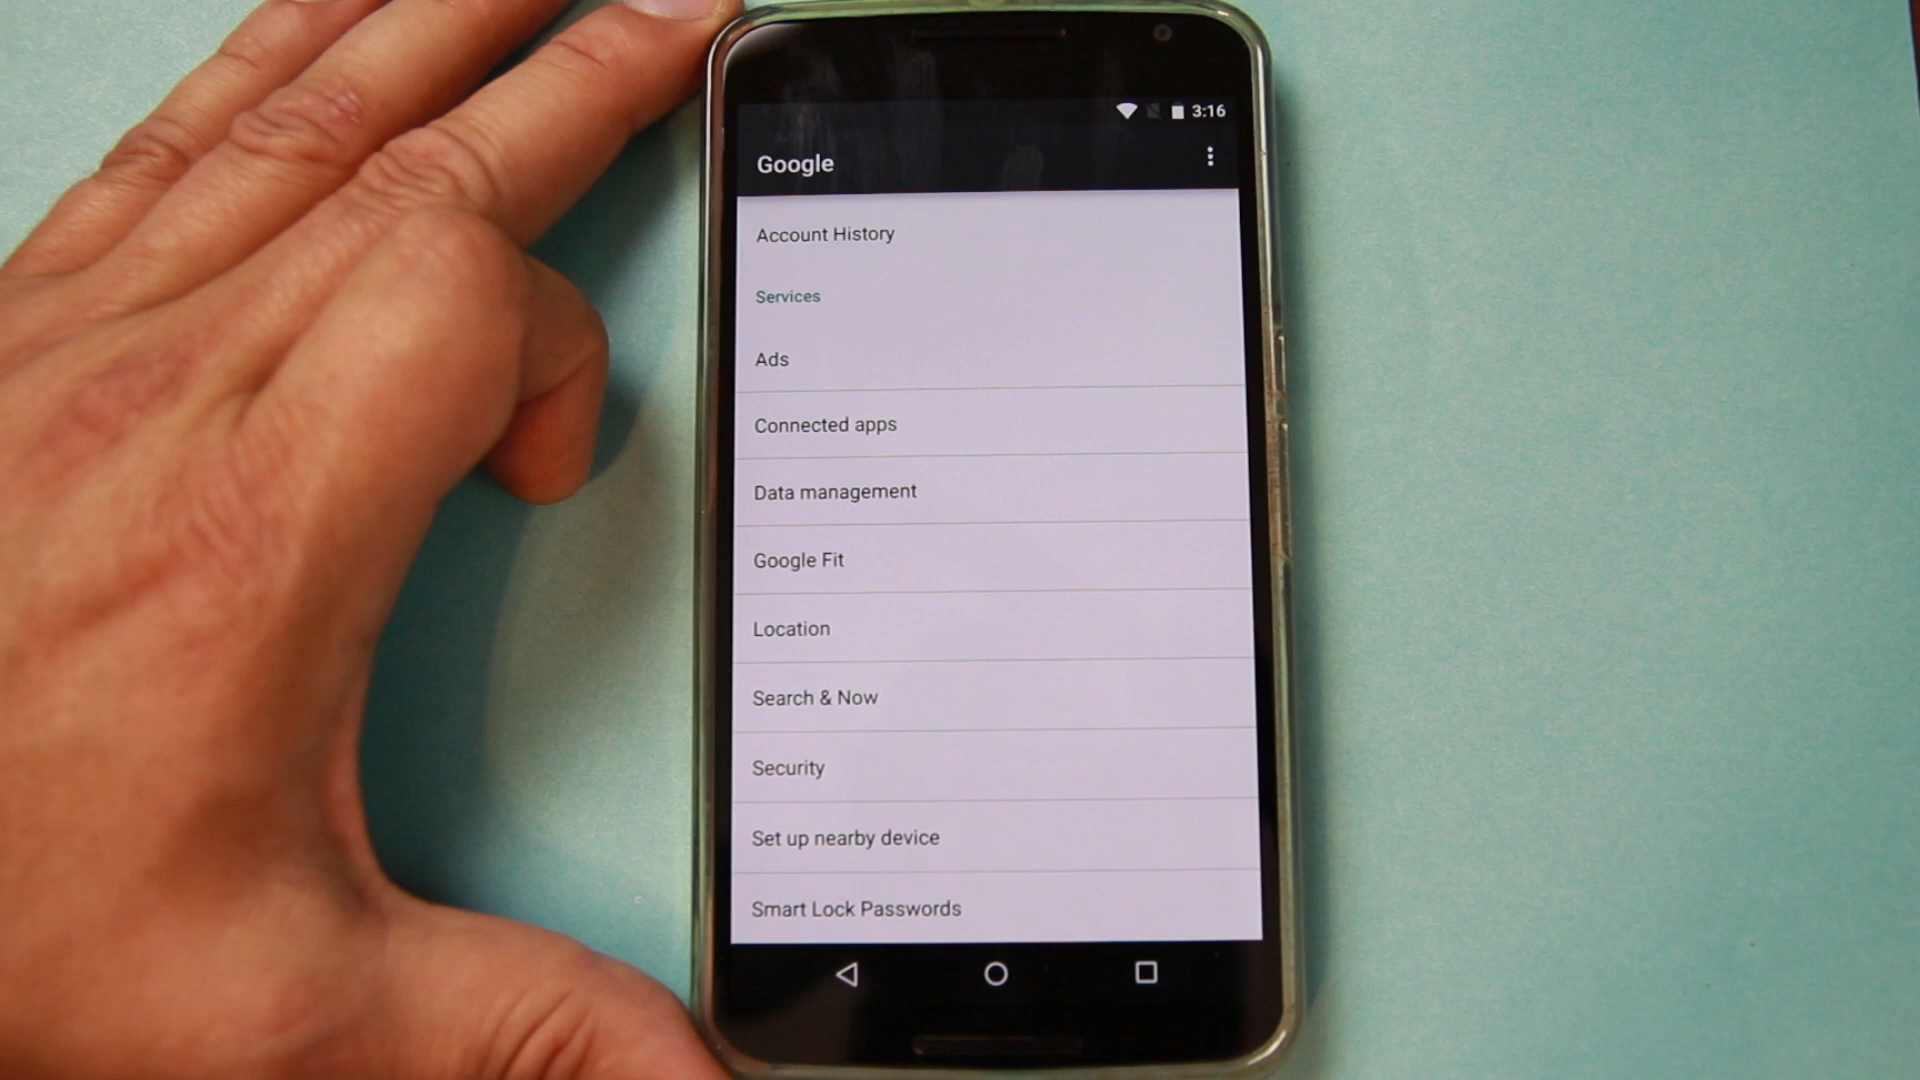 3:16
Google
Account History
Services
Ads
Connected apps
Data management
Google Fit
Location
Search & Now
Security
Set up nearby device
Smart Lock Passwords